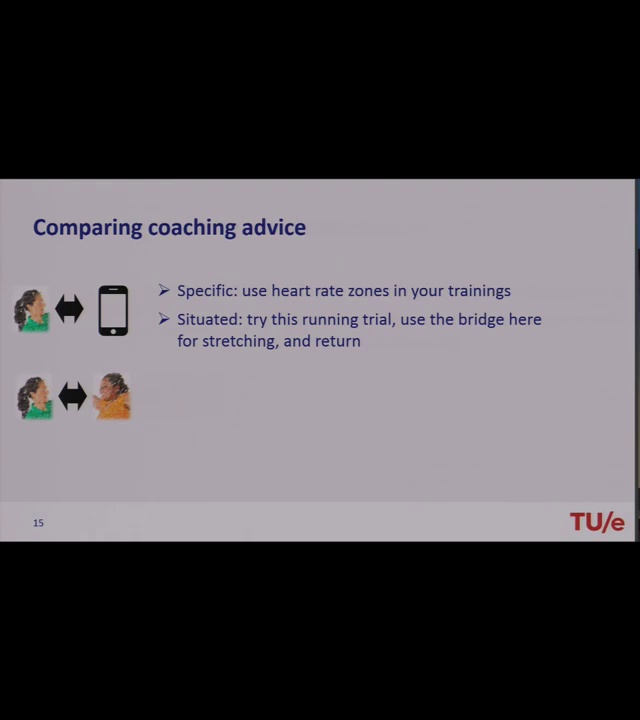 Comparing coaching advice
➢ Specific: use heart rate zones in your trainings
➢ Situated: try this running trial, use the bridge here
for stretching, and return
15
TU/e